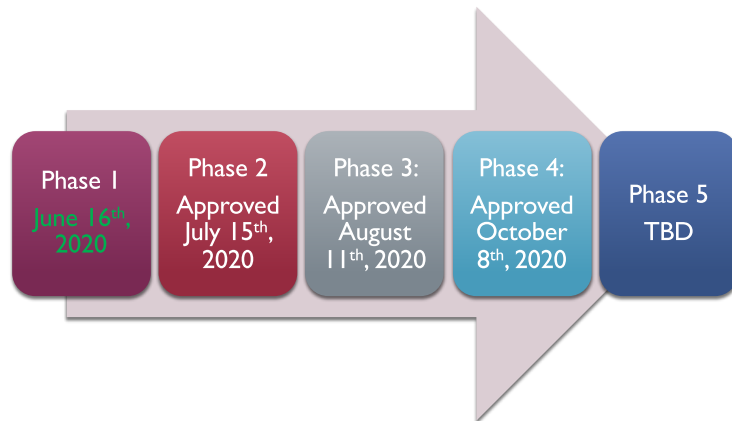 Phase 1
June 16th,
2020
Phase 2
Approved
July 15th,
2020
Phase 3:
Approved
August
11th, 2020
Phase 4:
Approved
October
8th, 2020
Phase 5
TBD